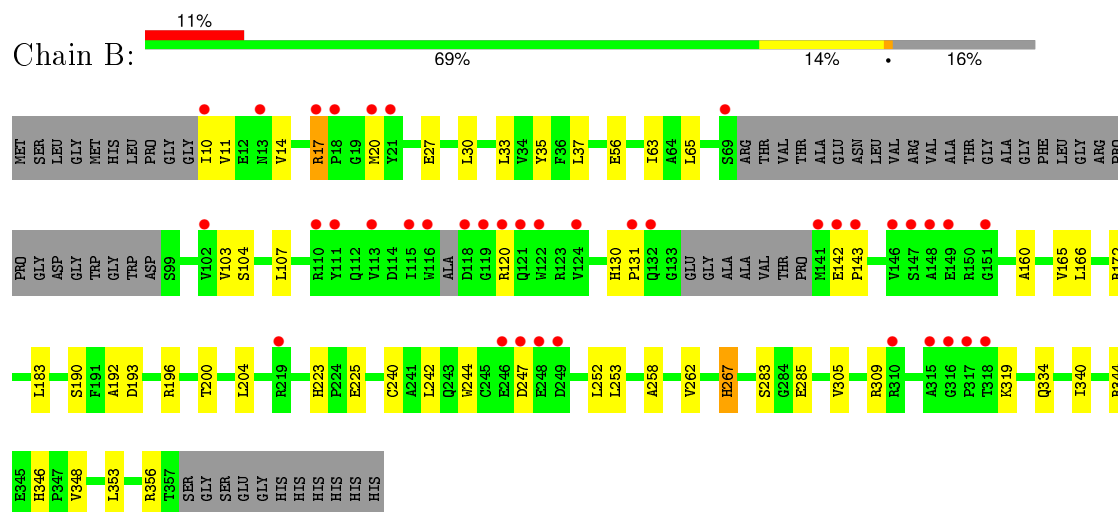 11%
Chain B:
69% 14% • 16%
MET SER LEU GLY MET HIS LEU PRO GLY GLY I10 V11 E12 N13 V14 R17 P18 G19 M20 Y21 E27 L30 L33 V34 Y35 F36 L37 E56 I63 A64 L65 S69 ARG THR VAL THR ALA GLU ASN LEU VAL ARG VAL ALA THR GLY ALA GLY PHE LEU GLY ARG PRO
PRO GLY ASP GLY TRP GLY TRP ASP S99 V102 V103 S104 L107 R110 Y111 Q112 V113 D114 I115 W116 ALA D118 G119 R120 Q121 W122 R123 V124 H130 P131 Q132 G133 GLU GLY ALA ALA VAL THR PRO M141 E142 P143 V146 S147 A148 E149 R150 G151 A160 V165 L166 R172
L183 S190 F191 A192 D193 R196 T200 L204 R219 H223 P224 E225 C240 A241 L242 Q243 W244 C245 E246 D247 E248 D249 L252 L253 A258 V262 H267 S283 G284 E285 V305 R309 R310 A315 G316 P317 T318 K319 Q334 I340 R344
E345 H346 P347 V348 L353 R356 T357 SER GLY SER GLU GLY HIS HIS HIS HIS HIS HIS